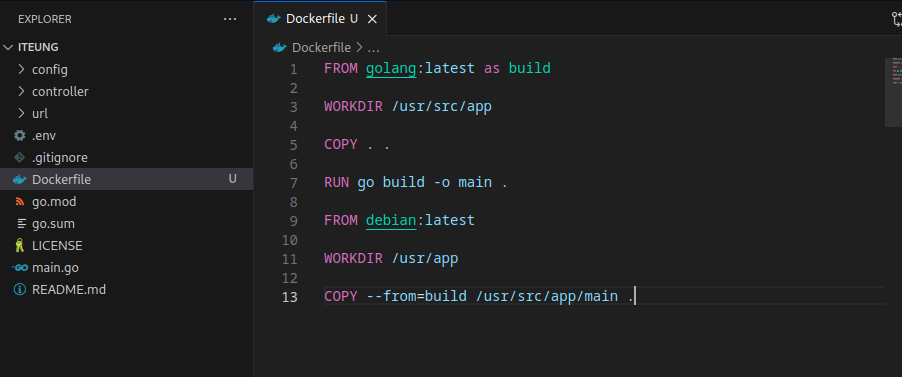 EXPLORER ...
ITEUNG
config
controller
url
.env
.gitignore
Dockerfile U
go.mod
go.sum
LICENSE
GO main.go
README.md
Dockerfile U
Dockerfile > ...
1 FROM golang:latest as build
2
3 WORKDIR /usr/src/app
4
5 COPY . .
6
7 RUN go build -o main .
8
9 FROM debian:latest
10
11 WORKDIR /usr/app
12
13 COPY --from=build /usr/src/app/main .